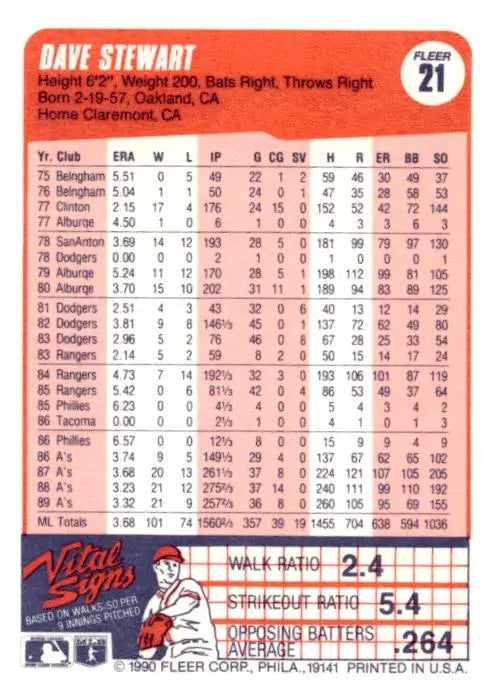 DAVE STEWART
FLEER
21
Height 6'2", Weight 200, Bats Right, Throws Right
Born 2-19-57, Oakland, CA
Home Claremont, CA
Yr. Club ERA W L IP G CG SV H R ER BB SO
75 Belngham 5.51 0 5 49 22 1 2 59 46 30 49 37
76 Belngham 5.04 1 1 50 24 0 1 47 35 28 58 53
77 Clinton 2.15 17 4 176 24 15 0 152 52 42 72 144
77 Alburqe 4.50 1 0 6 1 0 0 4 3 3 6 3
78 SanAnton 3.69 14 12 193 28 5 0 181 99 79 97 130
78 Dodgers 0.00 0 0 2 1 0 0 1 0 0 0 1
79 Alburqe 5.24 11 12 170 28 5 1 198 112 99 81 105
80 Alburqe 3.70 15 10 202 31 11 1 189 94 83 89 125
81 Dodgers 2.51 4 3 43 32 0 6 40 13 12 14 29
82 Dodgers 3.81 9 8 146⅓ 45 0 1 137 72 62 49 80
83 Dodgers 2.96 5 2 76 46 0 8 67 28 25 33 54
83 Rangers 2.14 5 2 59 8 2 0 50 15 14 17 24
84 Rangers 4.73 7 14 192⅓ 32 3 0 193 106 101 87 119
85 Rangers 5.42 0 6 81⅓ 42 0 4 86 53 49 37 64
85 Phillies 6.23 0 0 4⅓ 4 0 0 5 4 3 4 2
86 Tacoma 0.00 0 0 2⅓ 1 0 0 4 1 0 1 3
86 Phillies 6.57 0 0 12⅓ 8 0 0 15 9 9 4 9
86 A's 3.74 9 5 149⅓ 29 4 0 137 67 62 65 102
87 A's 3.68 20 13 261⅓ 37 8 0 224 121 107 105 205
88 A's 3.23 21 12 275⅔ 37 14 0 240 111 99 110 192
89 A's 3.32 21 9 257⅔ 36 8 0 260 105 95 69 155
ML Totals 3.68 101 74 1560⅔ 357 39 19 1455 704 638 594 1036
Vital
Signs
BASED ON WALKS-SO PER
9 INNINGS PITCHED
WALK RATIO 2.4
STRIKEOUT RATIO 5.4
OPPOSING BATTERS
AVERAGE .264
© 1990 FLEER CORP., PHILA., 19141 PRINTED IN U.S.A.